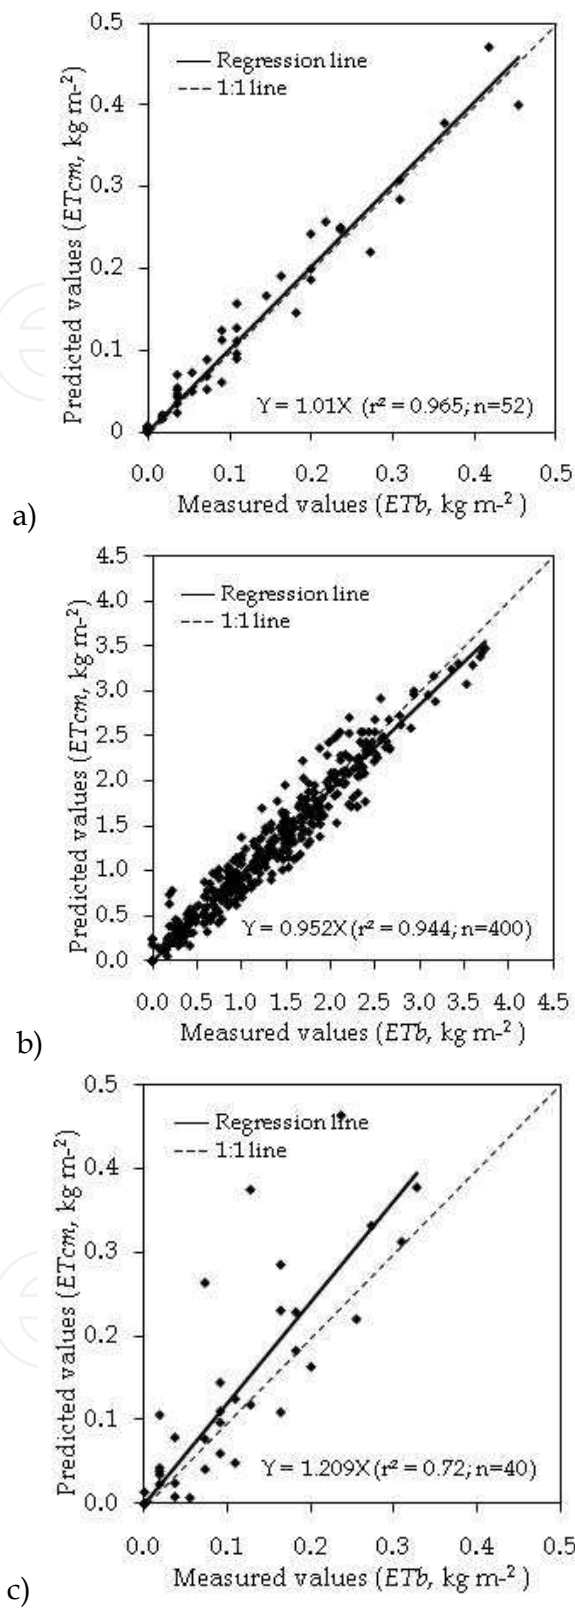 0.5
Regression line
1:1 line
0.4
0.3
0.2
0.1
0
Predicted values (ETcm, kg m-²)
Y = 1.01X (r² = 0.965; n=52)
0.0 0.1 0.2 0.3 0.4 0.5
Measured values (ETb, kg m-²)
a)
4.5
4.0
Regression line
1:1 line
3.5
3.0
2.5
2.0
1.5
1.0
0.5
0.0
Predicted values (ETcm, kg m-²)
Y = 0.952X (r² = 0.944; n=400)
0.0 0.5 1.0 1.5 2.0 2.5 3.0 3.5 4.0 4.5
Measured values (ETb, kg m-²)
b)
0.5
Regression line
1:1 line
0.4
0.3
0.2
0.1
0.0
Predicted values (ETcm, kg m-²)
Y = 1.209X (r² = 0.72; n=40)
0.0 0.1 0.2 0.3 0.4 0.5
Measured values (ETb, kg m-²)
c)